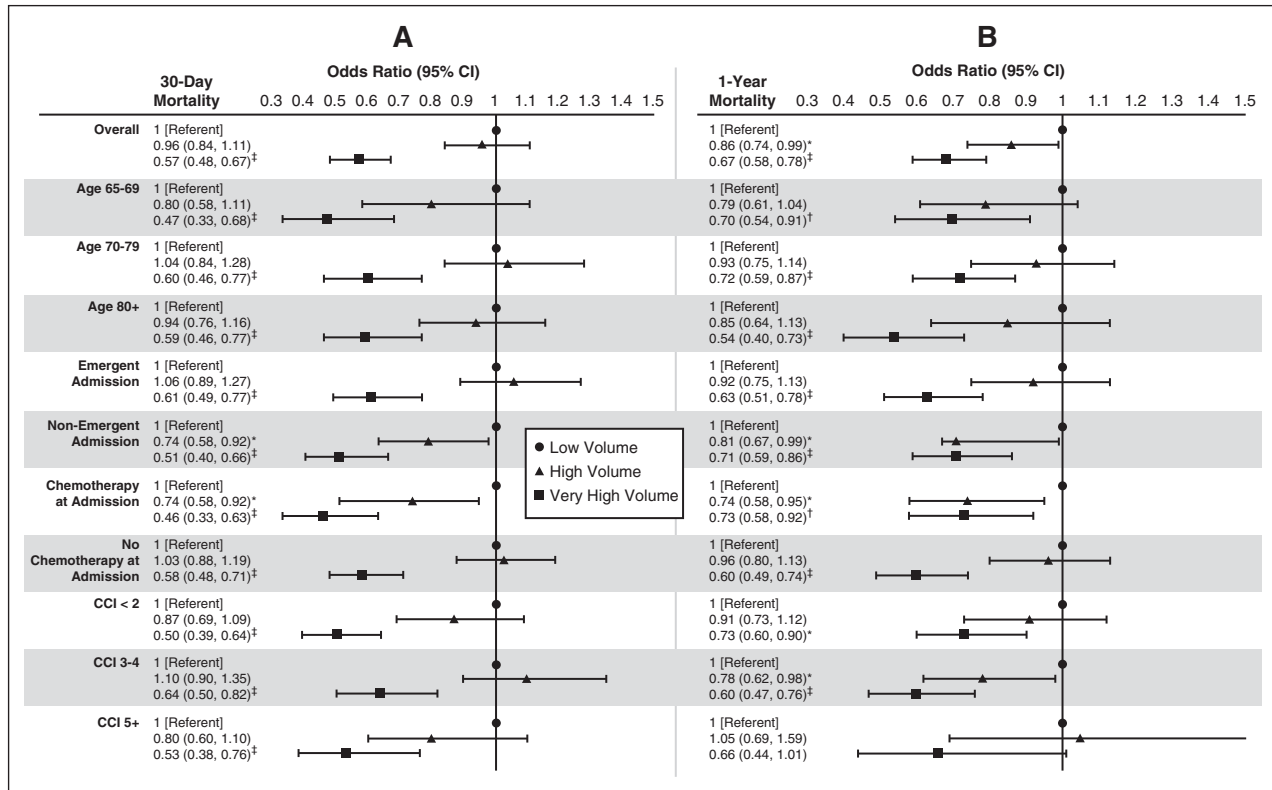 A
B
Odds Ratio (95% CI)
Odds Ratio (95% CI)
30-Day
Mortality
0.3 0.4 0.5 0.6 0.7 0.8 0.9 1 1.1 1.2 1.3 1.4 1.5
1-Year
Mortality
0.3 0.4 0.5 0.6 0.7 0.8 0.9 1 1.1 1.2 1.3 1.4 1.5
Overall
1 [Referent]
0.96 (0.84, 1.11)
0.57 (0.48, 0.67)‡
1 [Referent]
0.86 (0.74, 0.99)*
0.67 (0.58, 0.78)‡
Age 65-69
1 [Referent]
0.80 (0.58, 1.11)
0.47 (0.33, 0.68)‡
1 [Referent]
0.79 (0.61, 1.04)
0.70 (0.54, 0.91)†
Age 70-79
1 [Referent]
1.04 (0.84, 1.28)
0.60 (0.46, 0.77)‡
1 [Referent]
0.93 (0.75, 1.14)
0.72 (0.59, 0.87)‡
Age 80+
1 [Referent]
0.94 (0.76, 1.16)
0.59 (0.46, 0.77)‡
1 [Referent]
0.85 (0.64, 1.13)
0.54 (0.40, 0.73)‡
Emergent
Admission
1 [Referent]
1.06 (0.89, 1.27)
0.61 (0.49, 0.77)‡
1 [Referent]
0.92 (0.75, 1.13)
0.63 (0.51, 0.78)‡
Non-Emergent
Admission
1 [Referent]
0.74 (0.58, 0.92)*
0.51 (0.40, 0.66)‡
1 [Referent]
0.81 (0.67, 0.99)*
0.71 (0.59, 0.86)‡
Low Volume
High Volume
Very High Volume
Chemotherapy
at Admission
1 [Referent]
0.74 (0.58, 0.92)*
0.46 (0.33, 0.63)‡
1 [Referent]
0.74 (0.58, 0.95)*
0.73 (0.58, 0.92)†
No
Chemotherapy at
Admission
1 [Referent]
1.03 (0.88, 1.19)
0.58 (0.48, 0.71)‡
1 [Referent]
0.96 (0.80, 1.13)
0.60 (0.49, 0.74)‡
CCI < 2
1 [Referent]
0.87 (0.69, 1.09)
0.50 (0.39, 0.64)‡
1 [Referent]
0.91 (0.73, 1.12)
0.73 (0.60, 0.90)*
CCI 3-4
1 [Referent]
1.10 (0.90, 1.35)
0.64 (0.50, 0.82)‡
1 [Referent]
0.78 (0.62, 0.98)*
0.60 (0.47, 0.76)‡
CCI 5+
1 [Referent]
0.80 (0.60, 1.10)
0.53 (0.38, 0.76)‡
1 [Referent]
1.05 (0.69, 1.59)
0.66 (0.44, 1.01)